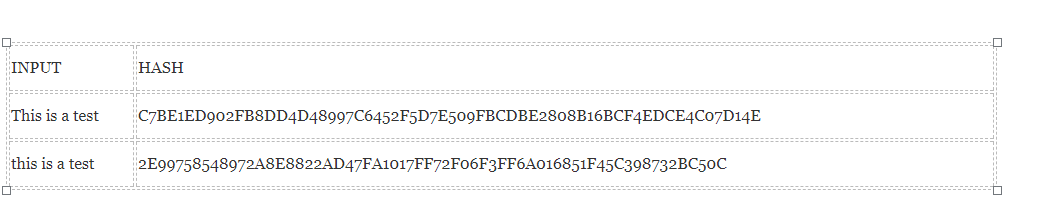 INPUT HASH
This is a test C7BE1ED902FB8DD4D48997C6452F5D7E509FBCDBE2808B16BCF4EDCE4C07D14E
this is a test 2E99758548972A8E8822AD47FA1017FF72F06F3FF6A016851F45C398732BC50C